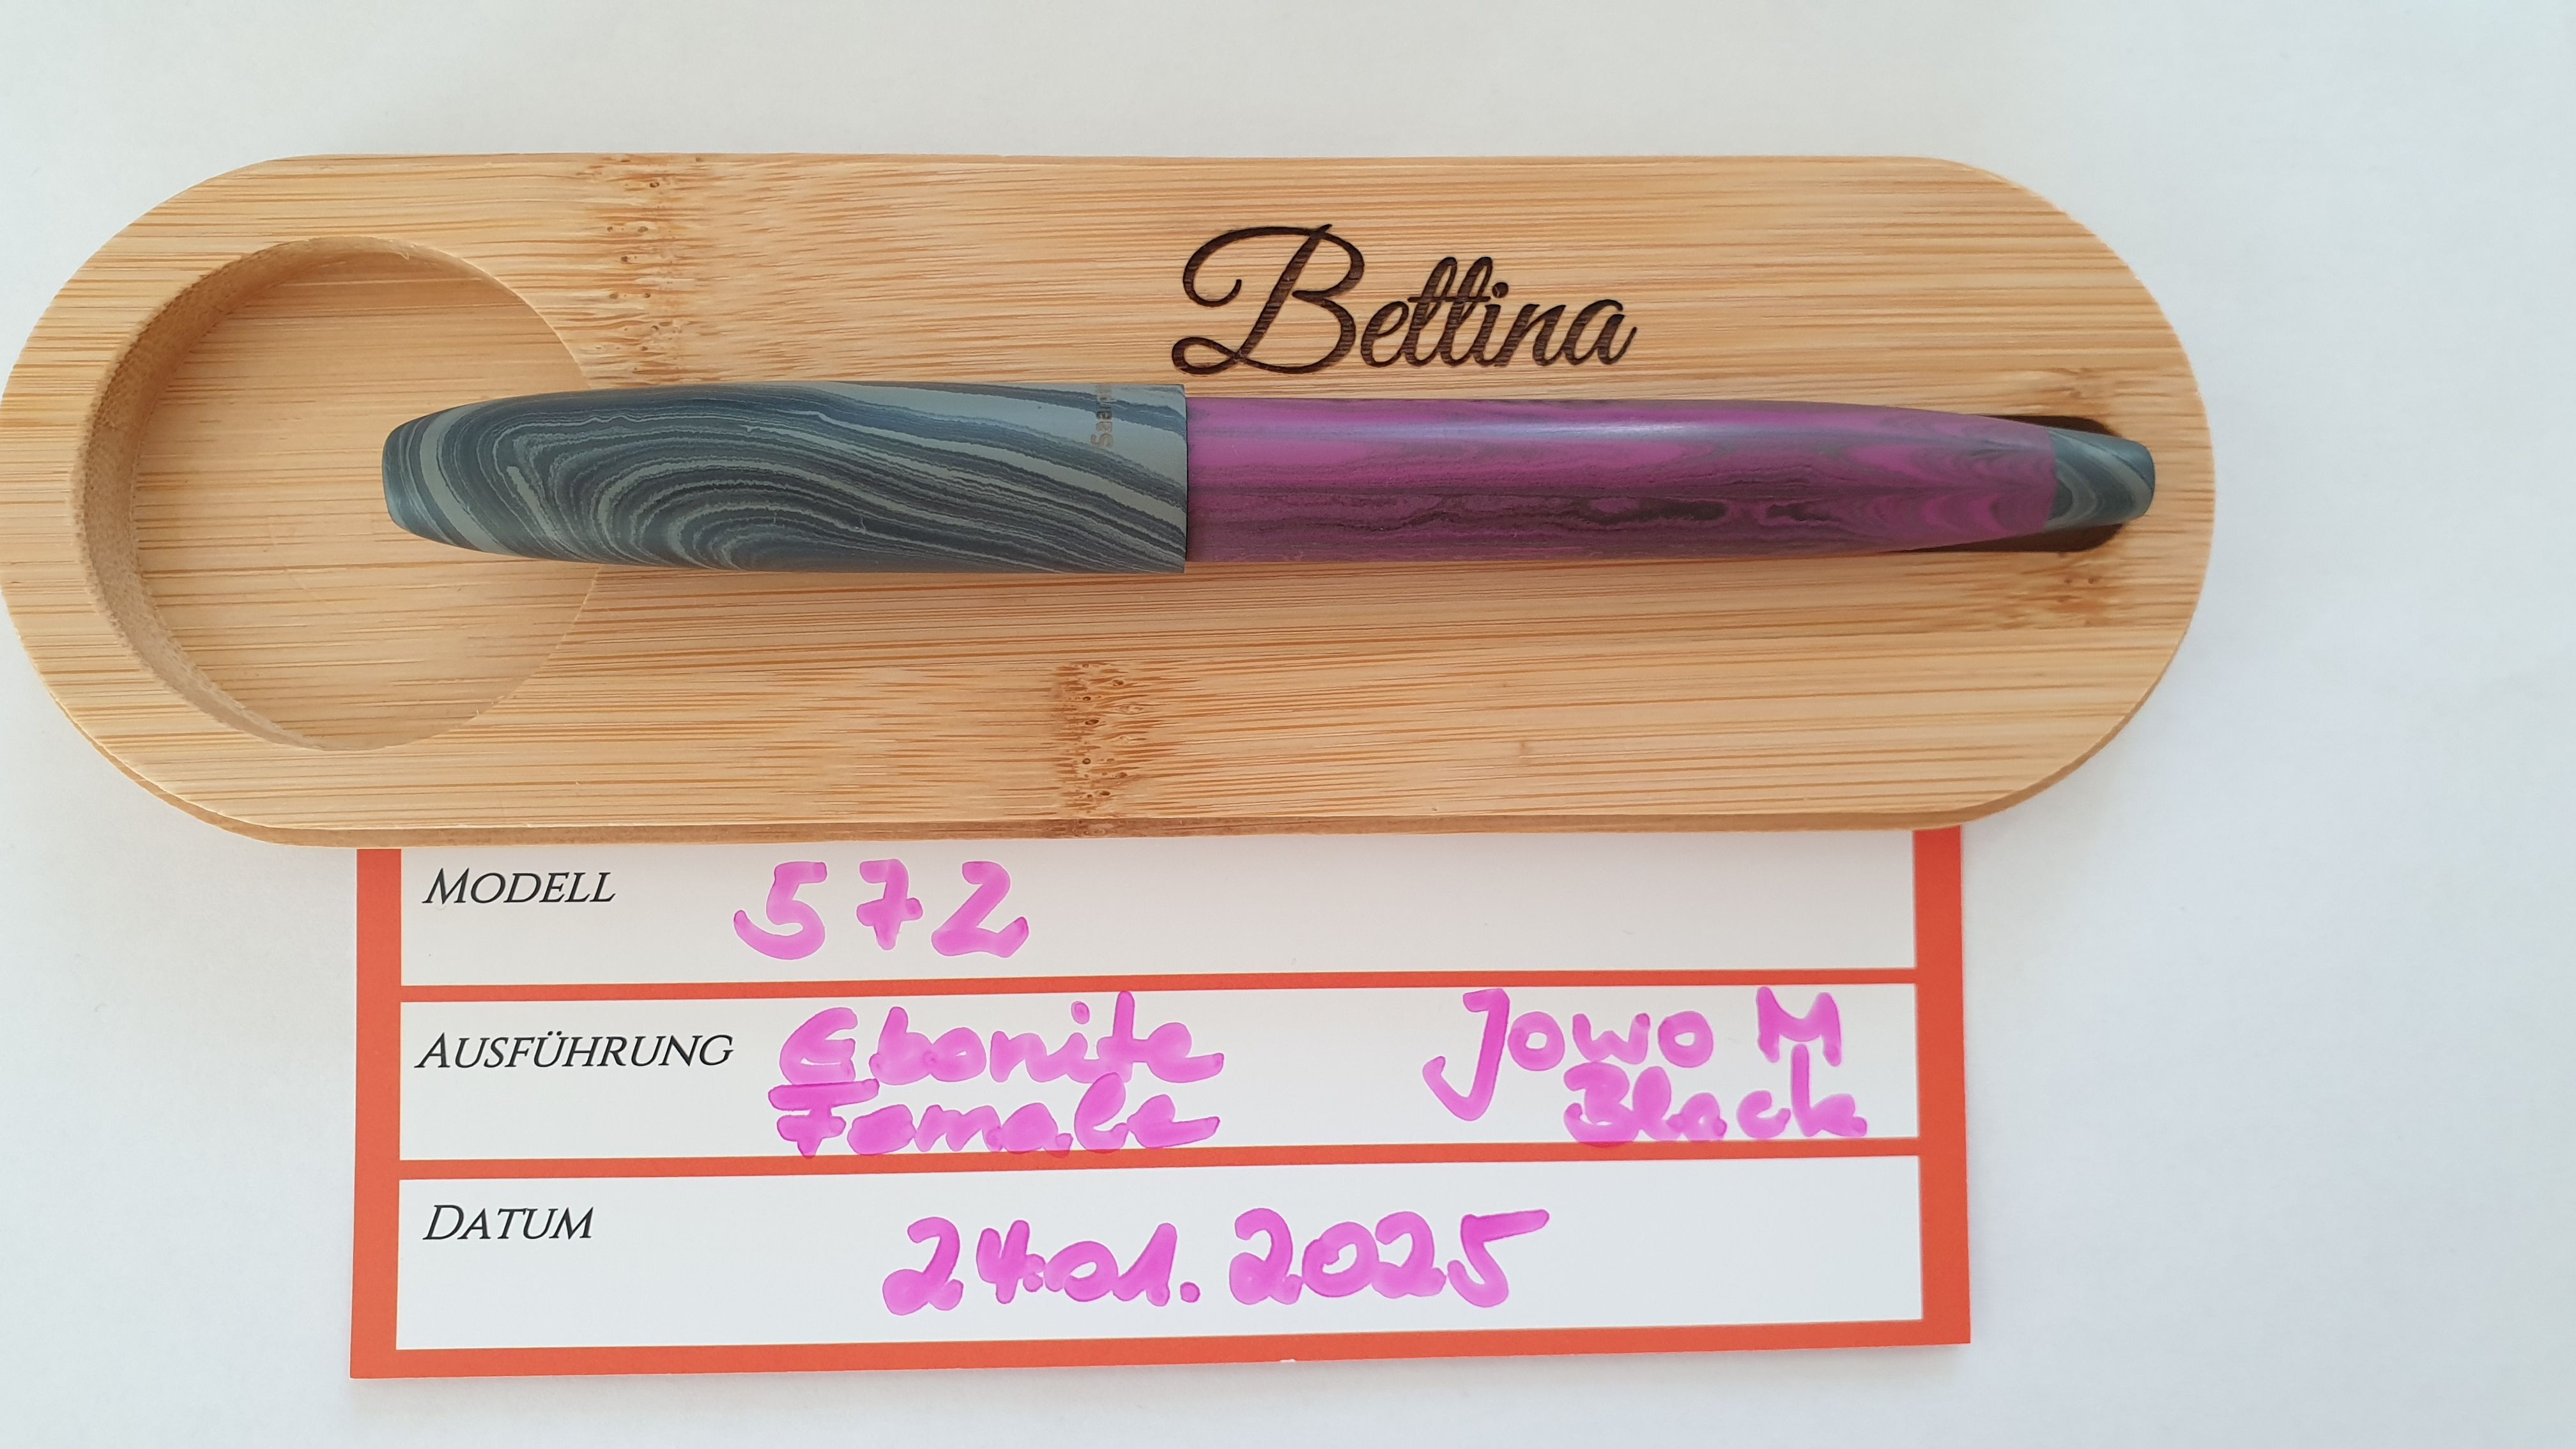 Bettina
MODELL 572
AUSFÜHRUNG Ebonite Jowo M
Female Black
DATUM 24.01.2025